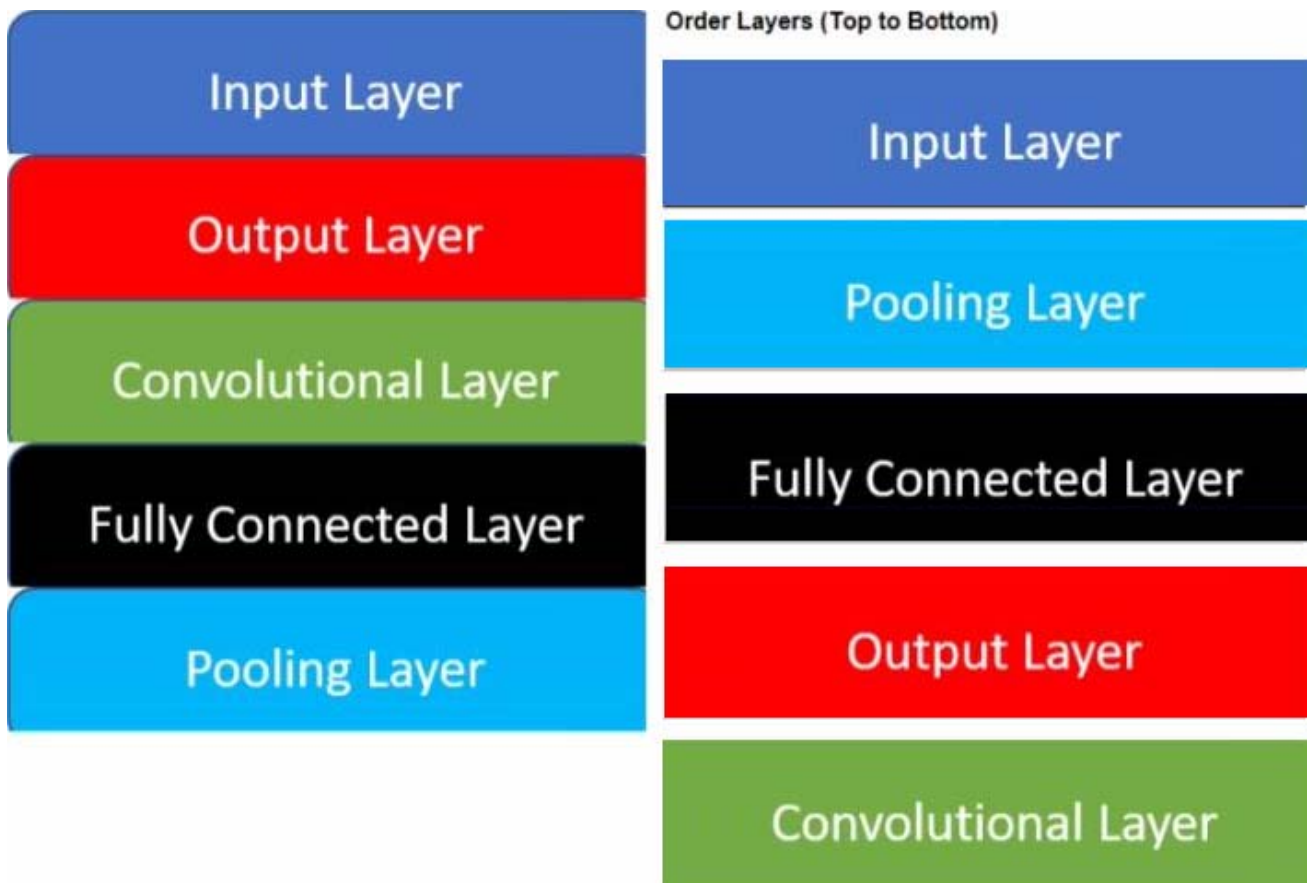 Input Layer
Output Layer
Convolutional Layer
Fully Connected Layer
Pooling Layer
Order Layers (Top to Bottom)
Input Layer
Pooling Layer
Fully Connected Layer
Output Layer
Convolutional Layer